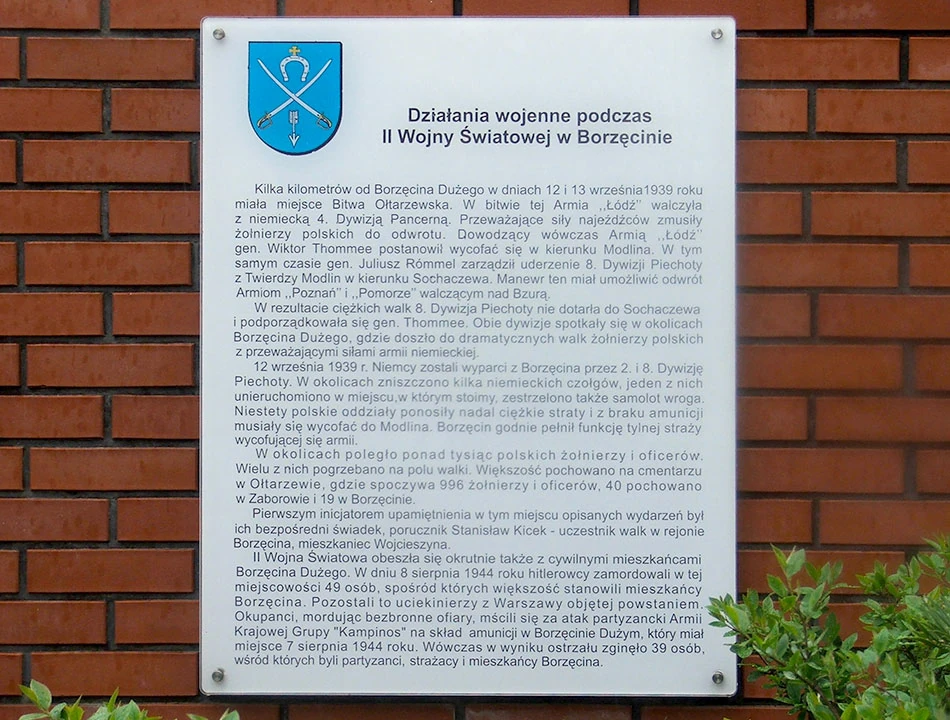 Działania wojenne podczas
II Wojny Światowej w Borzęcinie
Kilka kilometrów od Borzęcina Dużego w dniach 12 i 13 września1939 roku
miała miejsce Bitwa Ołtarzewska. W bitwie tej Armia ,,Łódź" walczyła
z niemiecką 4. Dywizją Pancerną. Przeważające siły najeźdźców zmusiły
żołnierzy polskich do odwrotu. Dowodzący wówczas Armią ,,Łódź"
gen. Wiktor Thommee postanowił wycofać się w kierunku Modlina. W tym
samym czasie gen. Juliusz Rómmel zarządził uderzenie 8. Dywizji Piechoty
z Twierdzy Modlin w kierunku Sochaczewa. Manewr ten miał umożliwić odwrót
Armiom ,,Poznań" i ,,Pomorze" walczącym nad Bzurą.
W rezultacie ciężkich walk 8. Dywizja Piechoty nie dotarła do Sochaczewa
i podporządkowała się gen. Thommee. Obie dywizje spotkały się w okolicach
Borzęcina Dużego, gdzie doszło do dramatycznych walk żołnierzy polskich
z przeważającymi siłami armii niemieckiej.
12 września 1939 r. Niemcy zostali wyparci z Borzęcina przez 2. i 8. Dywizję
Piechoty. W okolicach zniszczono kilka niemieckich czołgów, jeden z nich
unieruchomiono w miejscu,w którym stoimy, zestrzelono także samolot wroga.
Niestety polskie oddziały ponosiły nadal ciężkie straty i z braku amunicji
musiały się wycofać do Modlina. Borzęcin godnie pełnił funkcję tylnej straży
wycofującej się armii.
W okolicach poległo ponad tysiąc polskich żołnierzy i oficerów.
Wielu z nich pogrzebano na polu walki. Większość pochowano na cmentarzu
w Ołtarzewie, gdzie spoczywa 996 żołnierzy i oficerów, 40 pochowano
w Zaborowie i 19 w Borzęcinie.
Pierwszym inicjatorem upamiętnienia w tym miejscu opisanych wydarzeń był
ich bezpośredni świadek, porucznik Stanisław Kicek - uczestnik walk w rejonie
Borzęcina, mieszkaniec Wojcieszyna.
II Wojna Światowa obeszła się okrutnie także z cywilnymi mieszkańcami
Borzęcina Dużego. W dniu 8 sierpnia 1944 roku hitlerowcy zamordowali w tej
miejscowości 49 osób, spośród których większość stanowili mieszkańcy
Borzęcina. Pozostali to uciekinierzy z Warszawy objętej powstaniem.
Okupanci, mordując bezbronne ofiary, mścili się za atak partyzancki Armii
Krajowej Grupy "Kampinos" na skład amunicji w Borzęcinie Dużym, który miał
miejsce 7 sierpnia 1944 roku. Wówczas w wyniku ostrzału zginęło 39 osób,
wśród których byli partyzanci, strażacy i mieszkańcy Borzęcina.